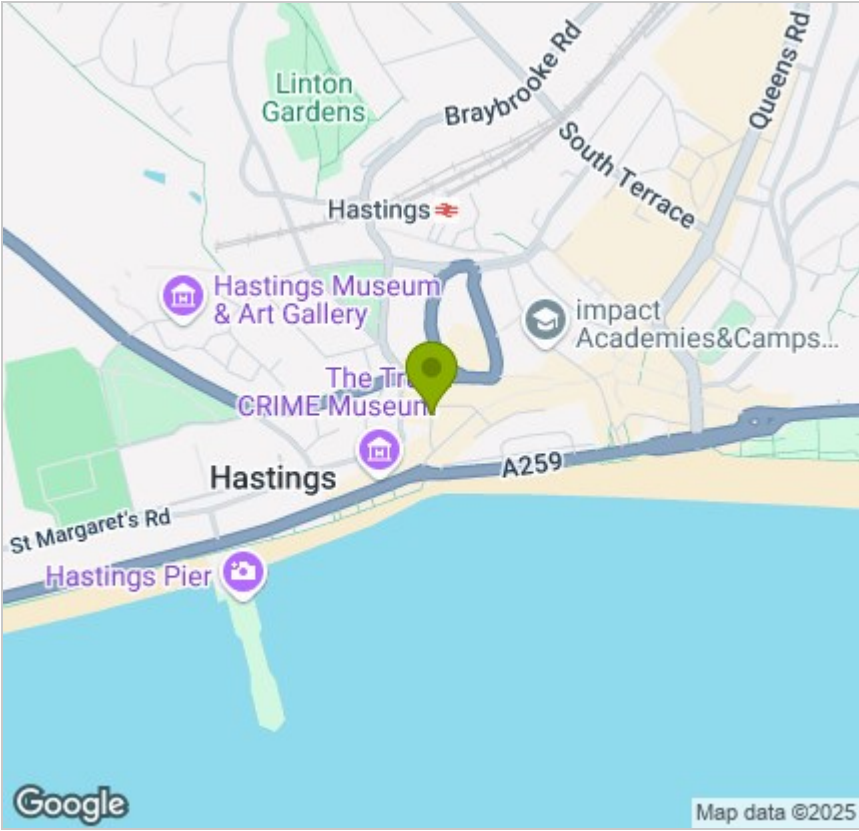 Linton
Gardens
Braybrooke Rd
Queens Rd
South Terrace
Hastings
Hastings Museum
& Art Gallery
impact
Academies&Camps...
The
CRIME Museum
Hastings
A259
St Margaret's Rd
Hastings Pier
Google
Map data ©2025